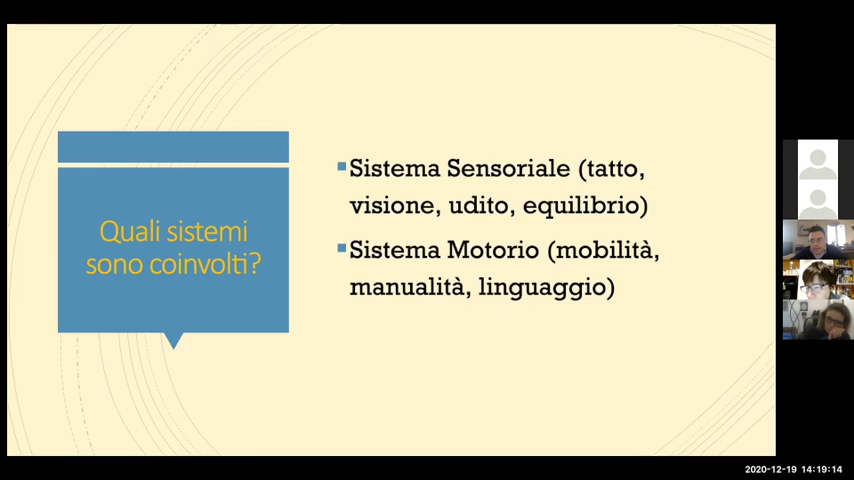 Quali sistemi
sono coinvolti?
▪Sistema Sensoriale (tatto,
visione, udito, equilibrio)
▪Sistema Motorio (mobilità,
manualità, linguaggio)
2020-12-19 14:19:14